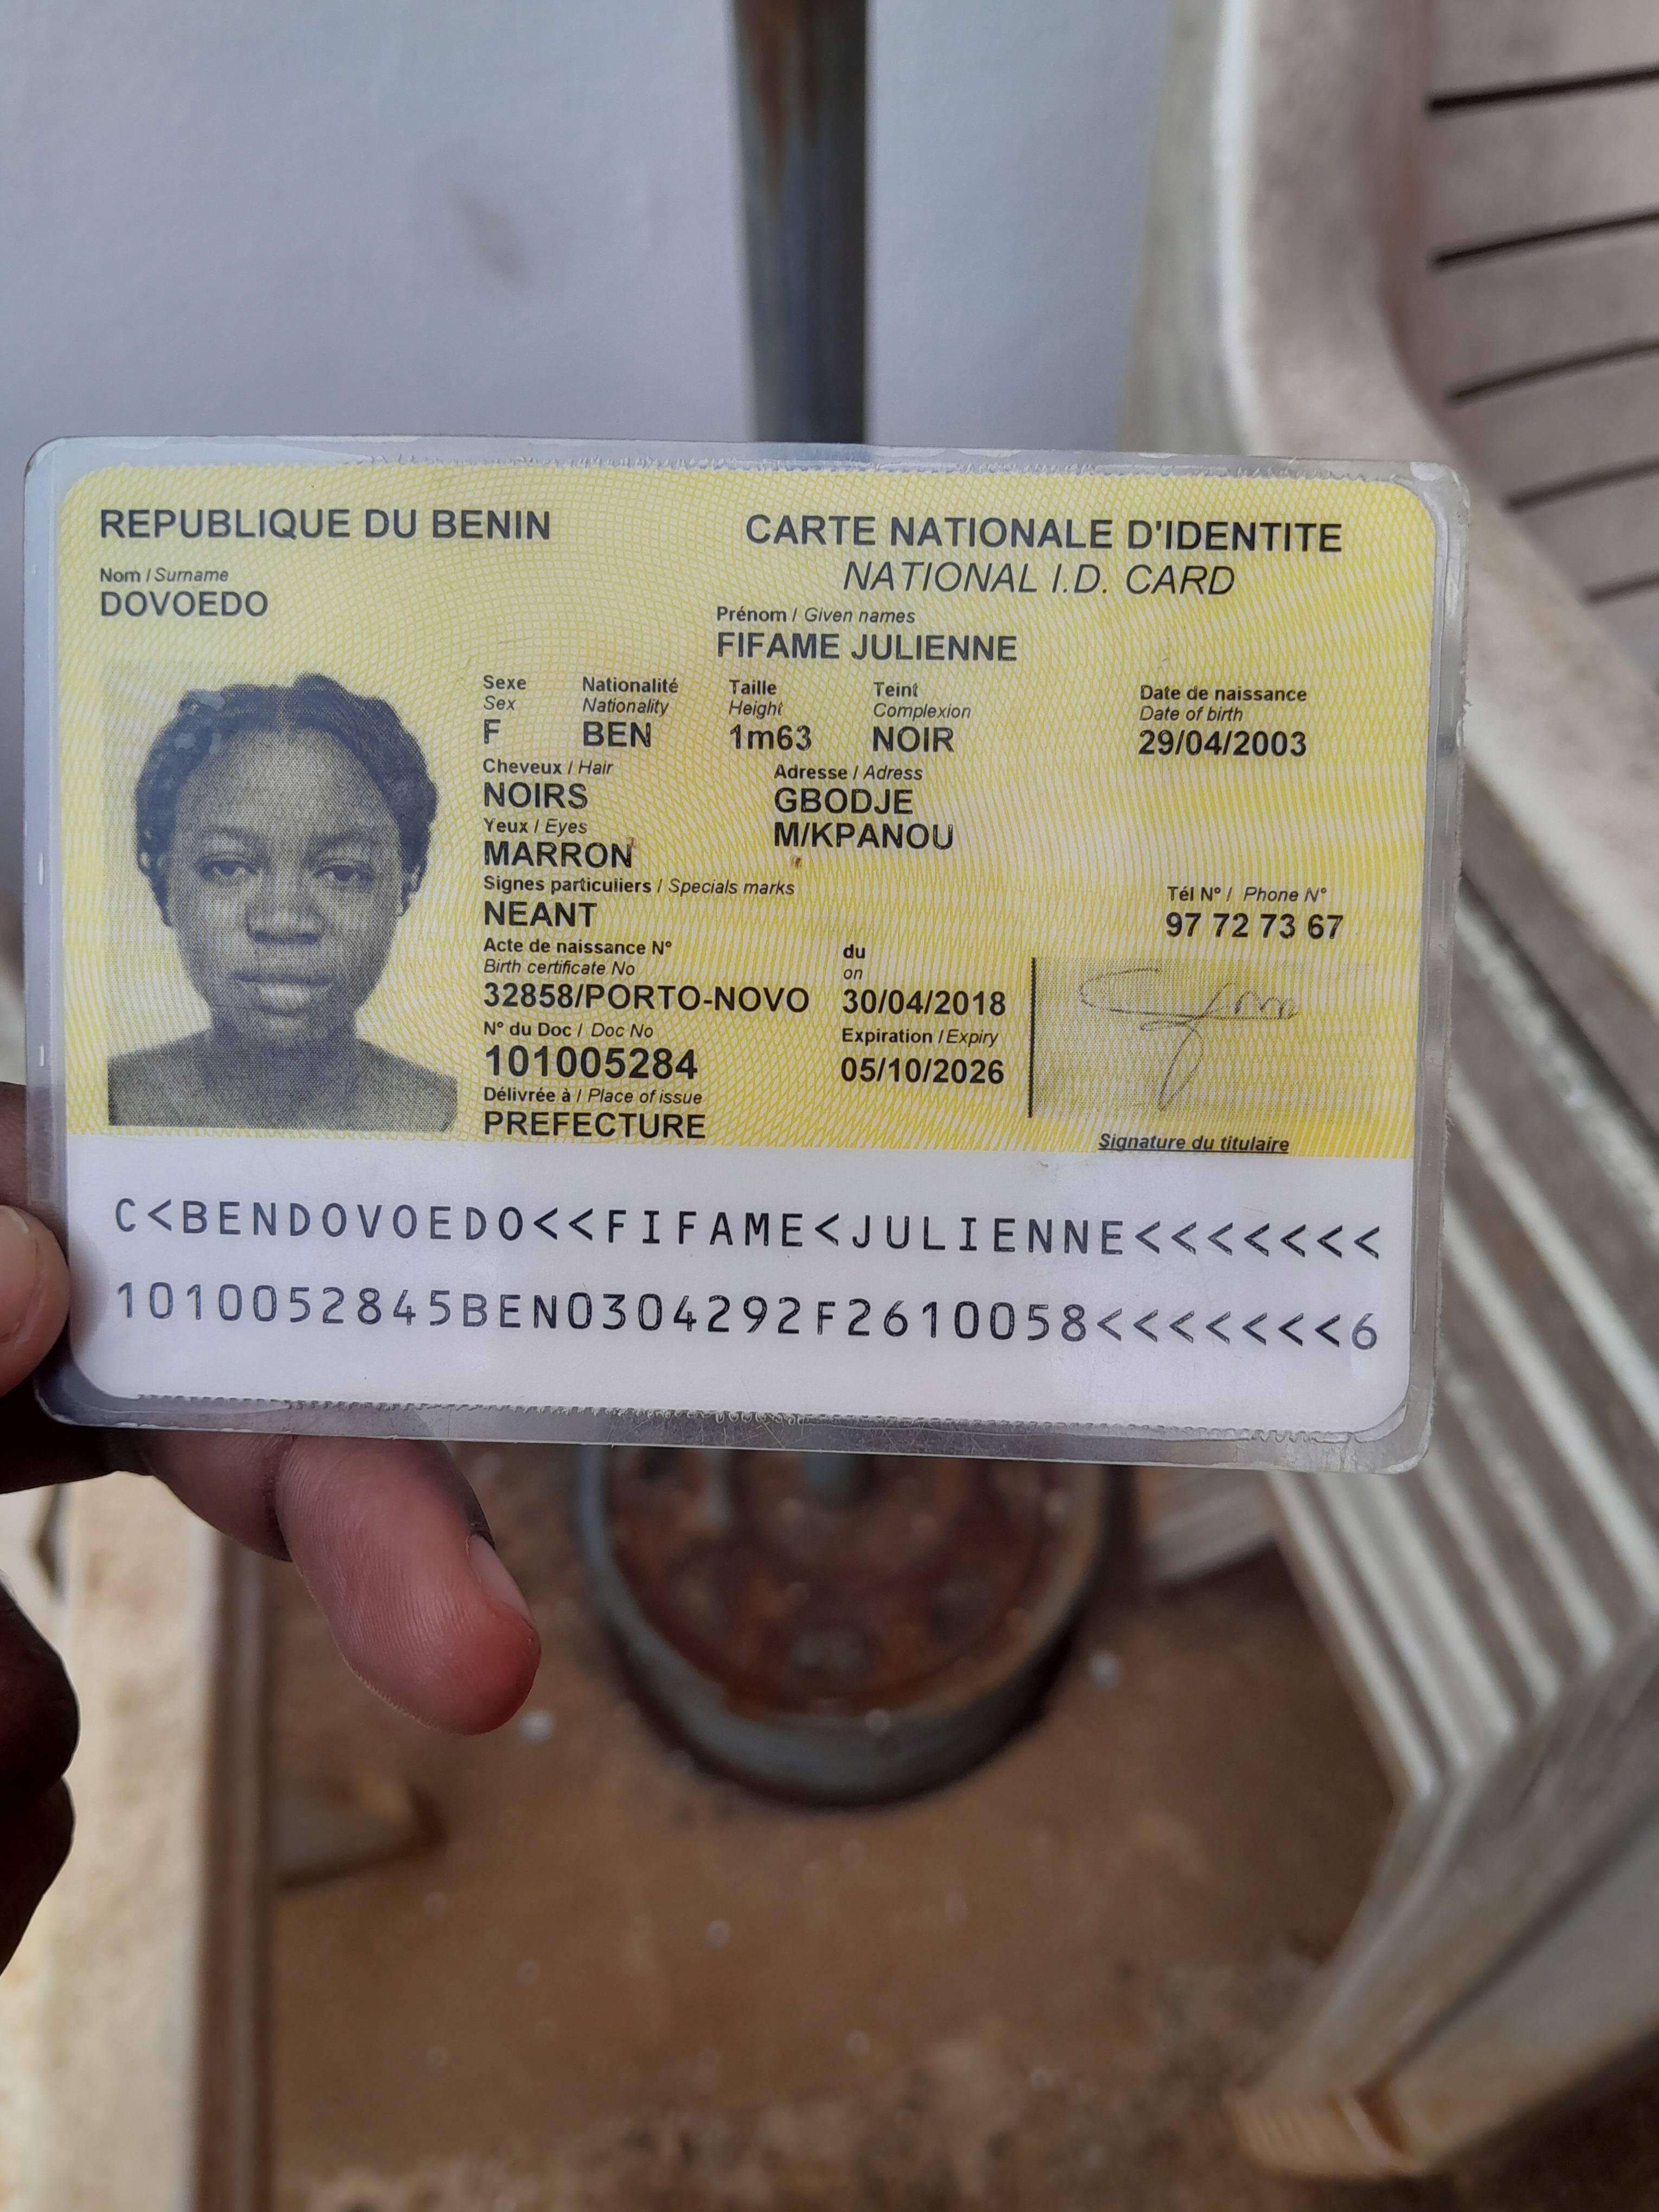 REPUBLIQUE DU BENIN
CARTE NATIONALE D'IDENTITE
NATIONAL I.D. CARD
Nom / Surname
DOVOEDO
Prénom / Given names
FIFAME JULIENNE
Sexe Nationalité Taille Teint Date de naissance
Sex Nationality Height Complexion Date of birth
F BEN 1m63 NOIR 29/04/2003
Cheveux / Hair Adresse / Adress
NOIRS GBODJE
Yeux / Eyes M/KPANOU
MARRON
Signes particuliers / Specials marks Tél N° / Phone N°
NEANT 97 72 73 67
Acte de naissance N° du
Birth certificate No on
32858/PORTO-NOVO 30/04/2018
N° du Doc / Doc No Expiration / Expiry
101005284 05/10/2026
Délivrée à / Place of issue
PREFECTURE
Signature du titulaire
C<BENDOVOEDO<<FIFAME<JULIENNE<<<<<<<
1010052845BEN0304292F2610058<<<<<<<6